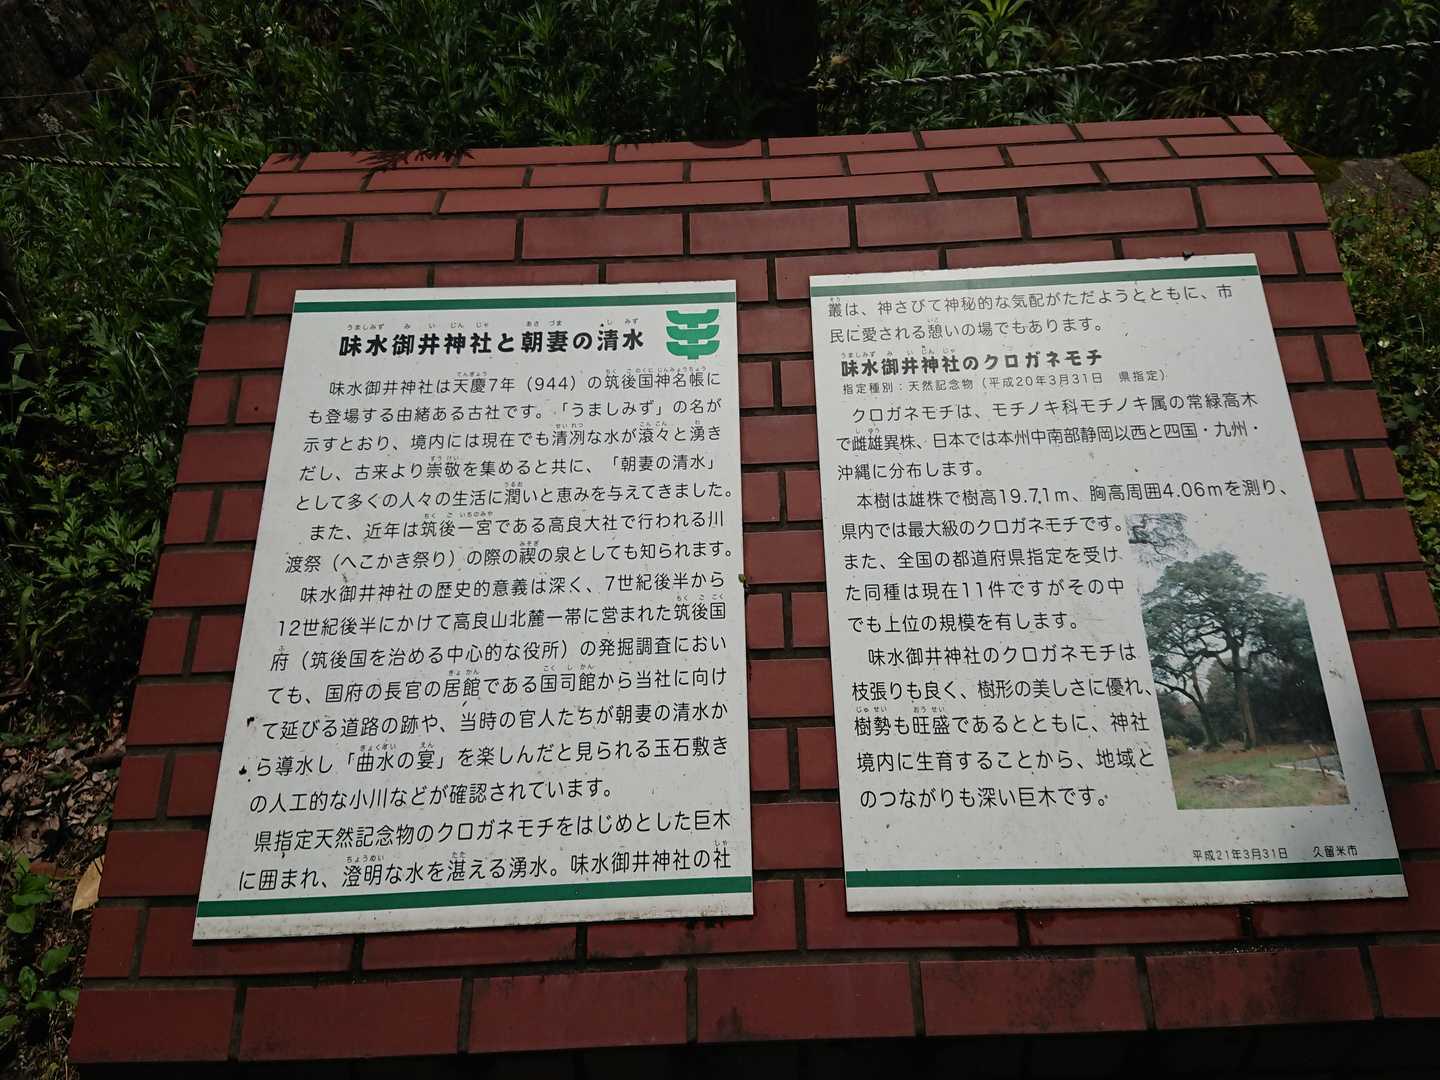 味水御井神社と朝妻の清水
味水御井神社は天慶7年（944）の筑後国神名帳に
も登場する由緒ある古社です。「うましみず」の名が
示すとおり、境内には現在でも清冽な水が滾々と湧き
だし、古来より崇敬を集めると共に、「朝妻の清水」
として多くの人々の生活に潤いと恵みを与えてきました。
また、近年は筑後一宮である高良大社で行われる川
渡祭（へこかき祭り）の際の禊の泉としても知られます。
味水御井神社の歴史的意義は深く、7世紀後半から
12世紀後半にかけて高良山北麓一帯に営まれた筑後国
府（筑後国を治める中心的な役所）の発掘調査におい
ても、国府の長官の居館である国司館から当社に向け
て延びる道路の跡や、当時の官人たちが朝妻の清水か
ら導水し「曲水の宴」を楽しんだと見られる玉石敷き
の人工的な小川などが確認されています。
県指定天然記念物のクロガネモチをはじめとした巨木
に囲まれ、澄明な水を湛える湧水。味水御井神社の社
叢は、神さびて神秘的な気配がただようとともに、市
民に愛される憩いの場でもあります。
味水御井神社のクロガネモチ
指定種別：天然記念物（平成20年3月31日 県指定）
クロガネモチは、モチノキ科モチノキ属の常緑高木
で雌雄異株、日本では本州中南部静岡以西と四国・九州・
沖縄に分布します。
本樹は雄株で樹高19.71m、胸高周囲4.06mを測り、
県内では最大級のクロガネモチです。
また、全国の都道府県指定を受け
た同種は現在11件ですがその中
でも上位の規模を有します。
味水御井神社のクロガネモチは
枝張りも良く、樹形の美しさに優れ、
樹勢も旺盛であるとともに、神社
境内に生育することから、地域と
のつながりも深い巨木です。
平成21年3月31日 久留米市